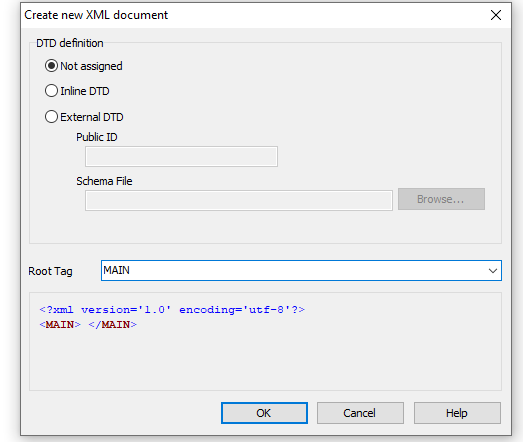 Create new XML document
DTD definition
Not assigned
Inline DTD
External DTD
Public ID
Schema File
Browse...
Root Tag
MAIN
<?xml version='1.0' encoding='utf-8'?>
<MAIN> </MAIN>
OK
Cancel
Help